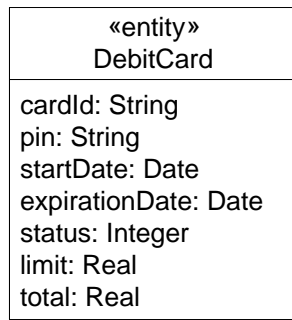 «entity»
DebitCard
cardId: String
pin: String
startDate: Date
expirationDate: Date
status: Integer
limit: Real
total: Real